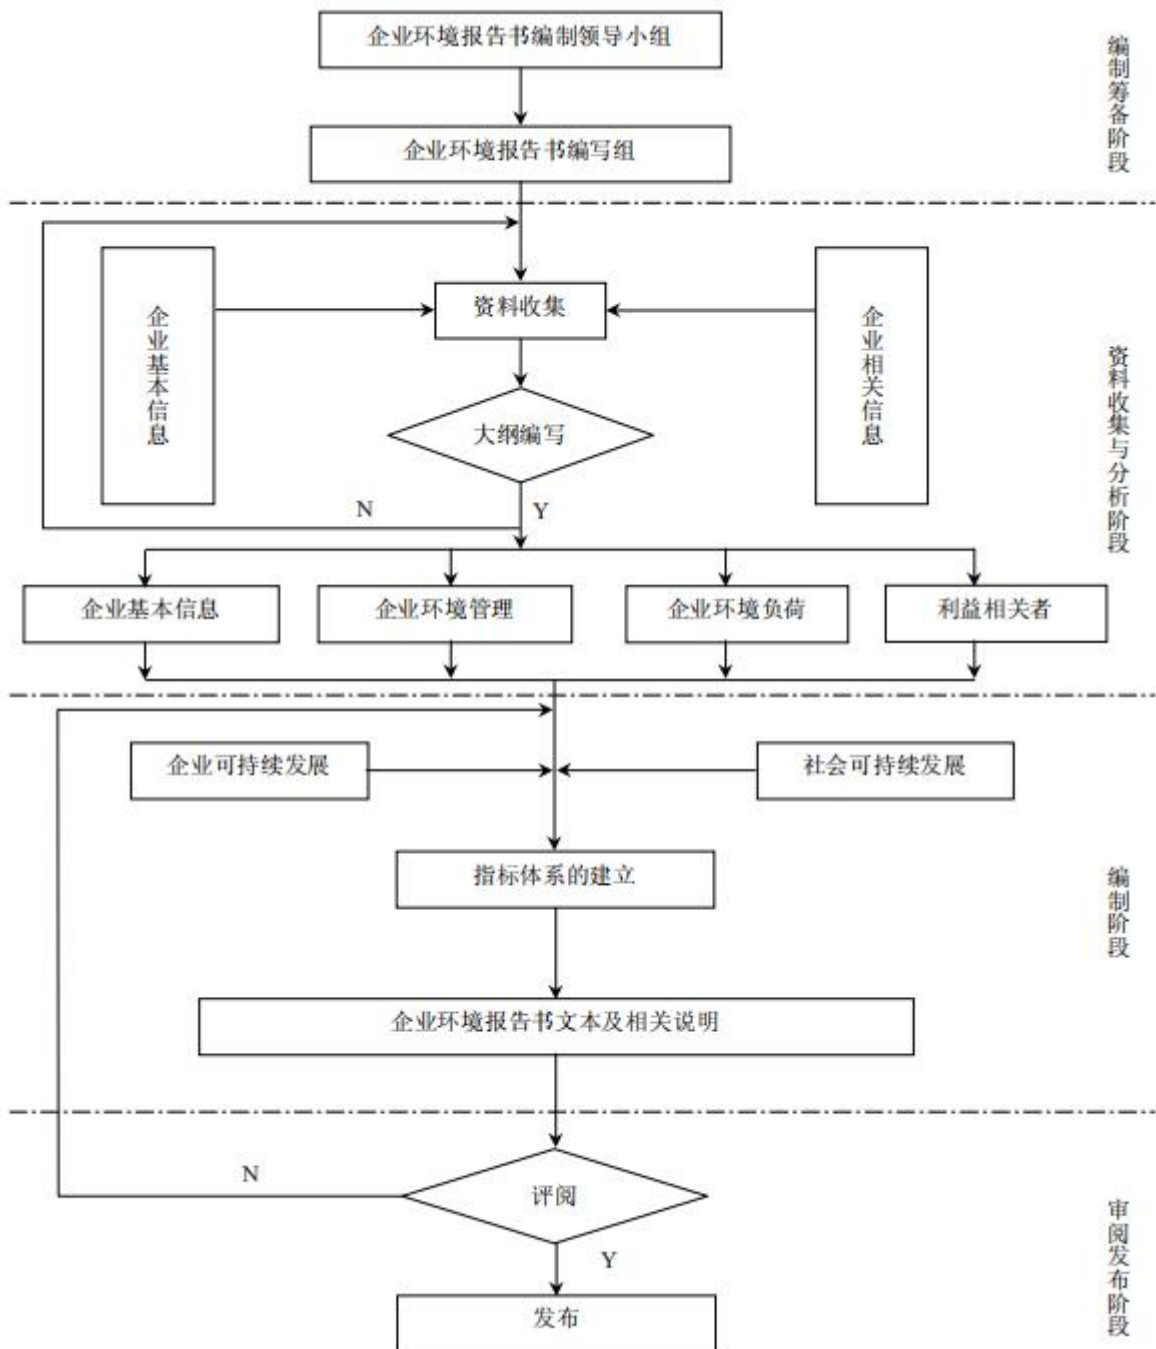 企业环境报告书编制领导小组
编制筹备阶段
企业环境报告书编写组
企业基本信息
资料收集
企业相关信息
资料收集与分析阶段
大纲编写
N
Y
企业基本信息
企业环境管理
企业环境负荷
利益相关者
企业可持续发展
社会可持续发展
指标体系的建立
编制阶段
企业环境报告书文本及相关说明
N
评阅
审阅发布阶段
Y
发布